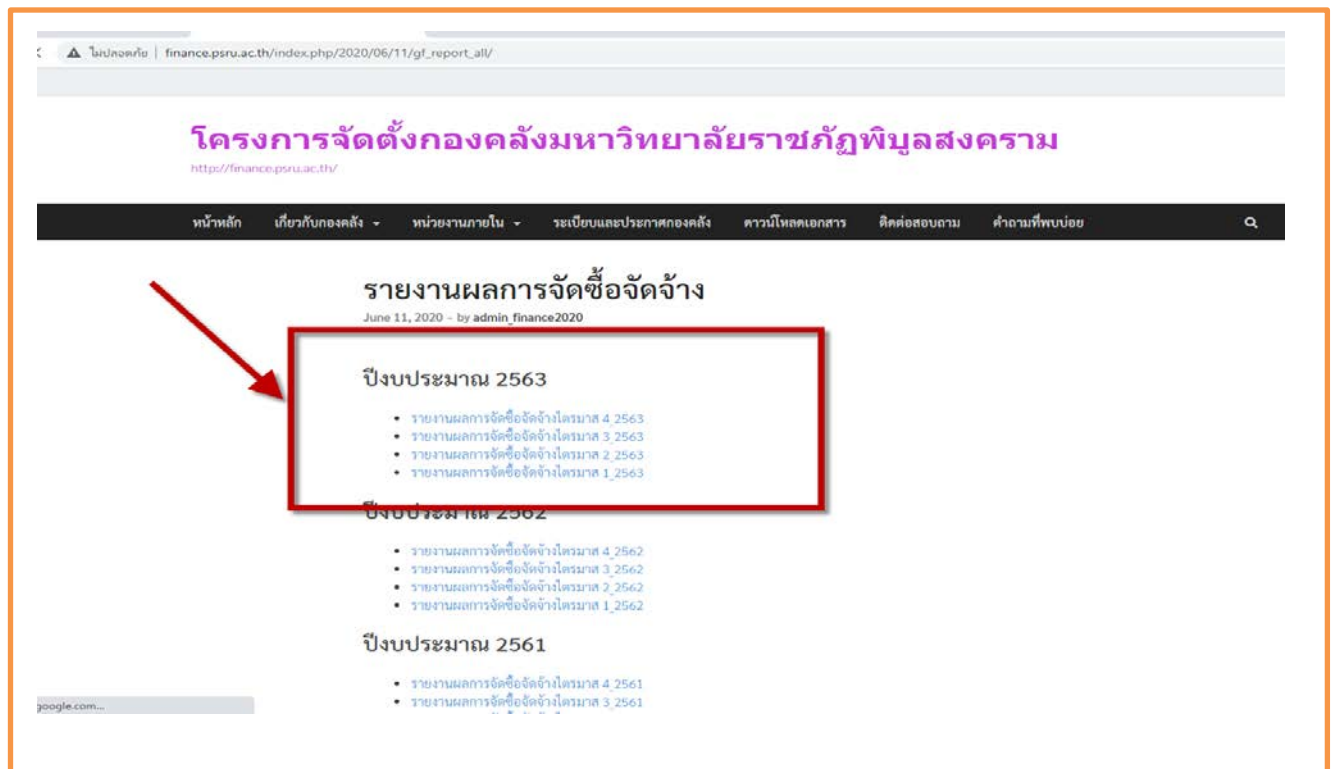 ไม่ปลอดภัย | finance.psru.ac.th/index.php/2020/06/11/gf_report_all/
โครงการจัดตั้งกองคลังมหาวิทยาลัยราชภัฏพิบูลสงคราม
http://finance.psru.ac.th/
หน้าหลัก เกี่ยวกับกองคลัง หน่วยงานภายใน ระเบียบและประกาศกองคลัง ดาวน์โหลดเอกสาร ติดต่อสอบถาม คำถามที่พบบ่อย
รายงานผลการจัดซื้อจัดจ้าง
June 11, 2020 - by admin_finance2020
ปีงบประมาณ 2563
รายงานผลการจัดซื้อจัดจ้างไตรมาส 4_2563
รายงานผลการจัดซื้อจัดจ้างไตรมาส 3_2563
รายงานผลการจัดซื้อจัดจ้างไตรมาส 2_2563
รายงานผลการจัดซื้อจัดจ้างไตรมาส 1_2563
ปีงบประมาณ 2562
รายงานผลการจัดซื้อจัดจ้างไตรมาส 4_2562
รายงานผลการจัดซื้อจัดจ้างไตรมาส 3_2562
รายงานผลการจัดซื้อจัดจ้างไตรมาส 2_2562
รายงานผลการจัดซื้อจัดจ้างไตรมาส 1_2562
ปีงบประมาณ 2561
รายงานผลการจัดซื้อจัดจ้างไตรมาส 4_2561
รายงานผลการจัดซื้อจัดจ้างไตรมาส 3_2561
google.com...